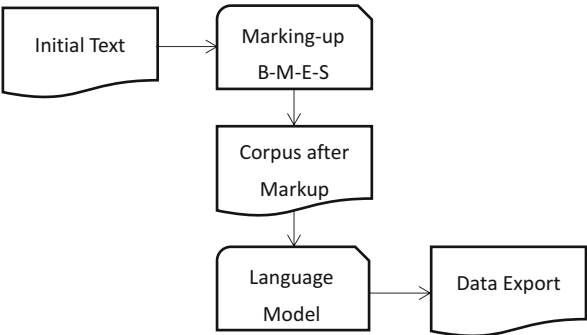 Initial Text
Marking-up
B-M-E-S
Corpus after
Markup
Language
Model
Data Export